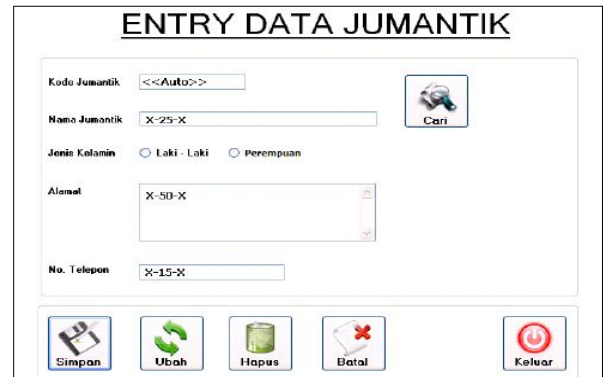 ENTRY DATA JUMANTIK
Kode Jumantik <<Auto>>
Cari
Nama Jumantik X-25-X
Jenis Kelamin Laki - Laki Perempuan
Alamat X-50-X
No. Telepon X-15-X
Simpan Ubah Hapus Batal Keluar